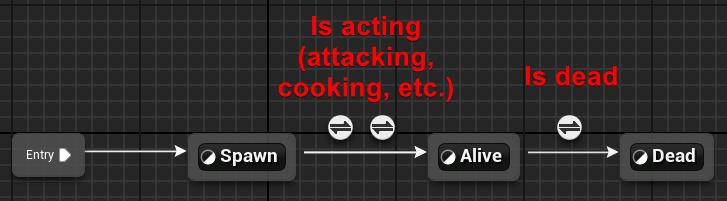 Is acting
(attacking,
cooking, etc.)
Is dead
Entry
Spawn
Alive
Dead